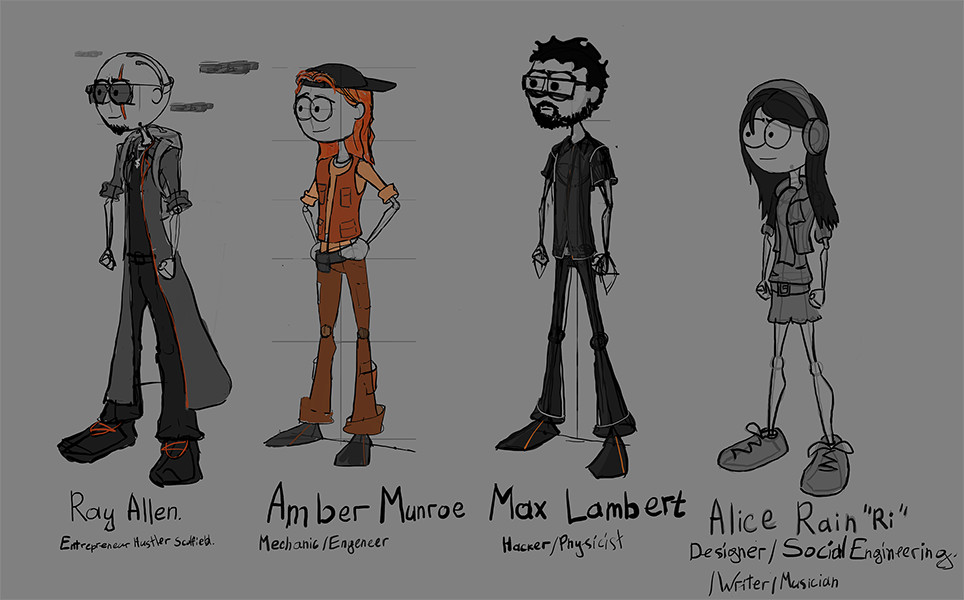 Ray Allen.
Entrepreneur Hustler
Amber Munroe
Mechanic/Engeneer
Max Lambert
Hacker/Physicist
Alice Rain "Ri"
Designer/Social Engineering.
/Writer/Musician